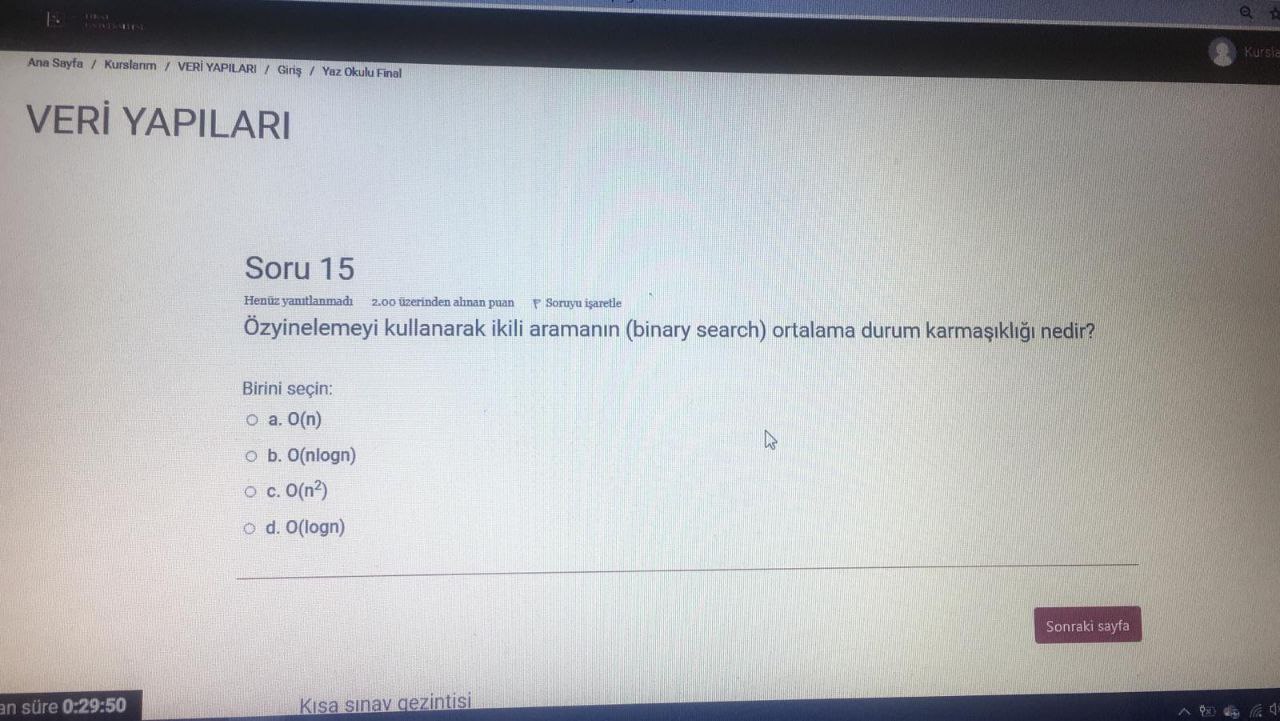 Kursla
Ana Sayfa / Kurslarım / VERİ YAPILARI / Giriş / Yaz Okulu Final
VERİ YAPILARI
Soru 15
Henüz yanıtlanmadı 2.00 üzerinden alınan puan Soruyu işaretle
Özyinelemeyi kullanarak ikili aramanın (binary search) ortalama durum karmaşıklığı nedir?
Birini seçin:
a. O(n)
b. O(nlogn)
c. O(n²)
d. O(logn)
Sonraki sayfa
an süre 0:29:50
Kısa sınav gezintisi